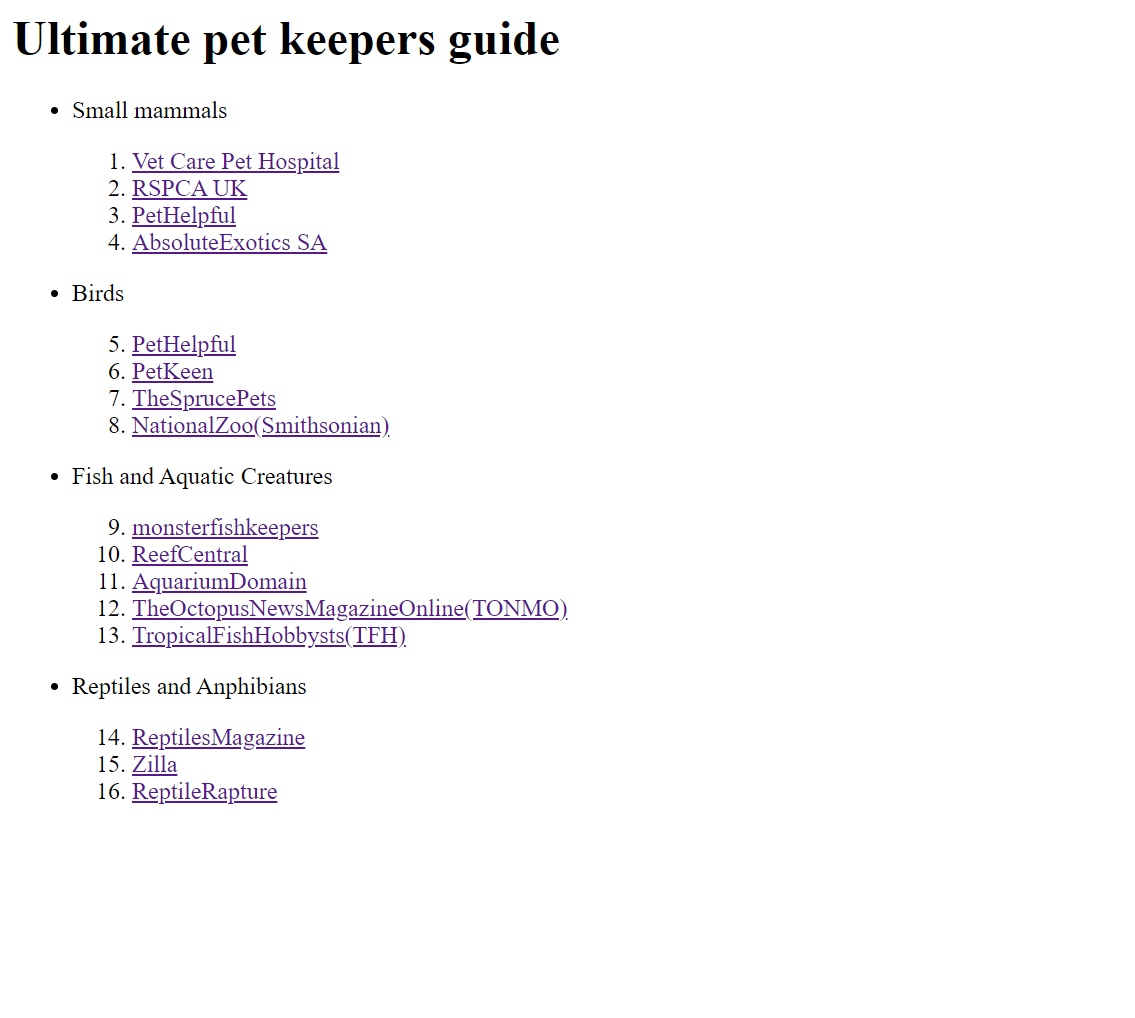 Ultimate pet keepers guide
• Small mammals
1. Vet Care Pet Hospital
2. RSPCA UK
3. PetHelpful
4. AbsoluteExotics SA
• Birds
5. PetHelpful
6. PetKeen
7. TheSprucePets
8. NationalZoo(Smithsonian)
• Fish and Aquatic Creatures
9. monsterfishkeepers
10. ReefCentral
11. AquariumDomain
12. TheOctopusNewsMagazineOnline(TONMO)
13. TropicalFishHobbysts(TFH)
• Reptiles and Anphibians
14. ReptilesMagazine
15. Zilla
16. ReptileRapture